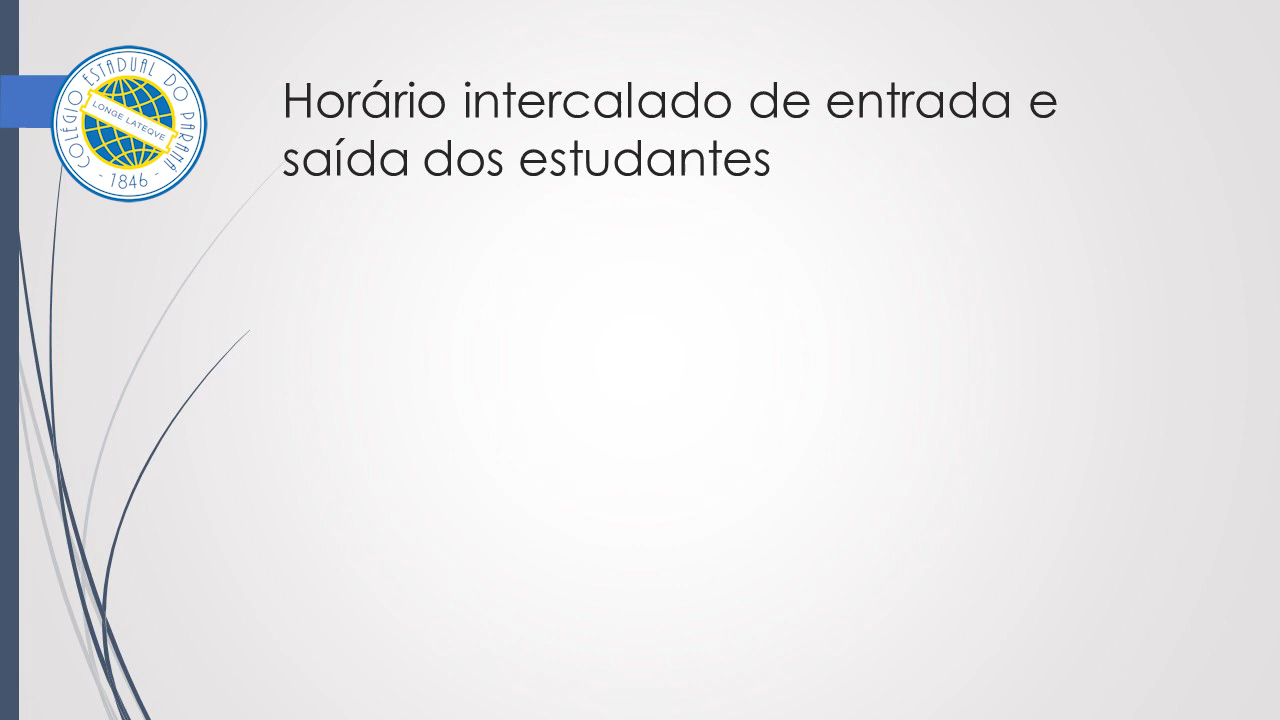 COLÉGIO ESTADUAL DO PARANÁ
LONGE LATEQVE
- 1846 -
Horário intercalado de entrada e
saída dos estudantes